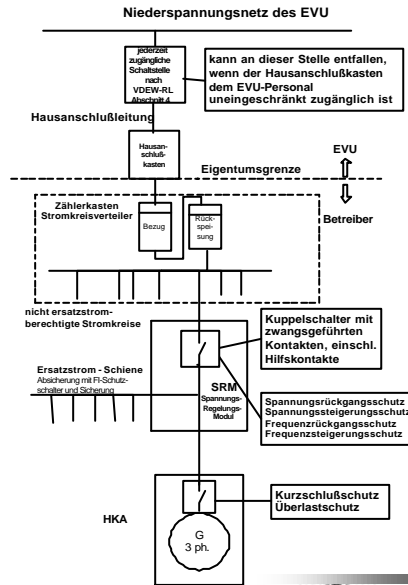 Niederspannungsnetz des EVU
jederzeit
zugängliche
Schaltstelle
nach
VDEW-RL
Abschnitt 4
kann an dieser Stelle entfallen,
wenn der Hausanschlußkasten
dem EVU-Personal
uneingeschränkt zugänglich ist
Hausanschlußleitung
Hausan-
schluß-
kasten
EVU
Eigentumsgrenze
Betreiber
Zählerkasten
Stromkreisverteiler
Bezug
Rück-
spei-
sung
nicht ersatzstrom-
berechtigte Stromkreise
Kuppelschalter mit
zwangsgeführten
Kontakten, einschl.
Hilfskontakte
Ersatzstrom - Schiene
Absicherung mit FI-Schutz-
schalter und Sicherung
SRM
Spannungs-
Regelungs-
Modul
Spannungsrückgangsschutz
Spannungssteigerungsschutz
Frequenzrückgangsschutz
Frequenzsteigerungsschutz
HKA
G
3 ph.
Kurzschlußschutz
Überlastschutz